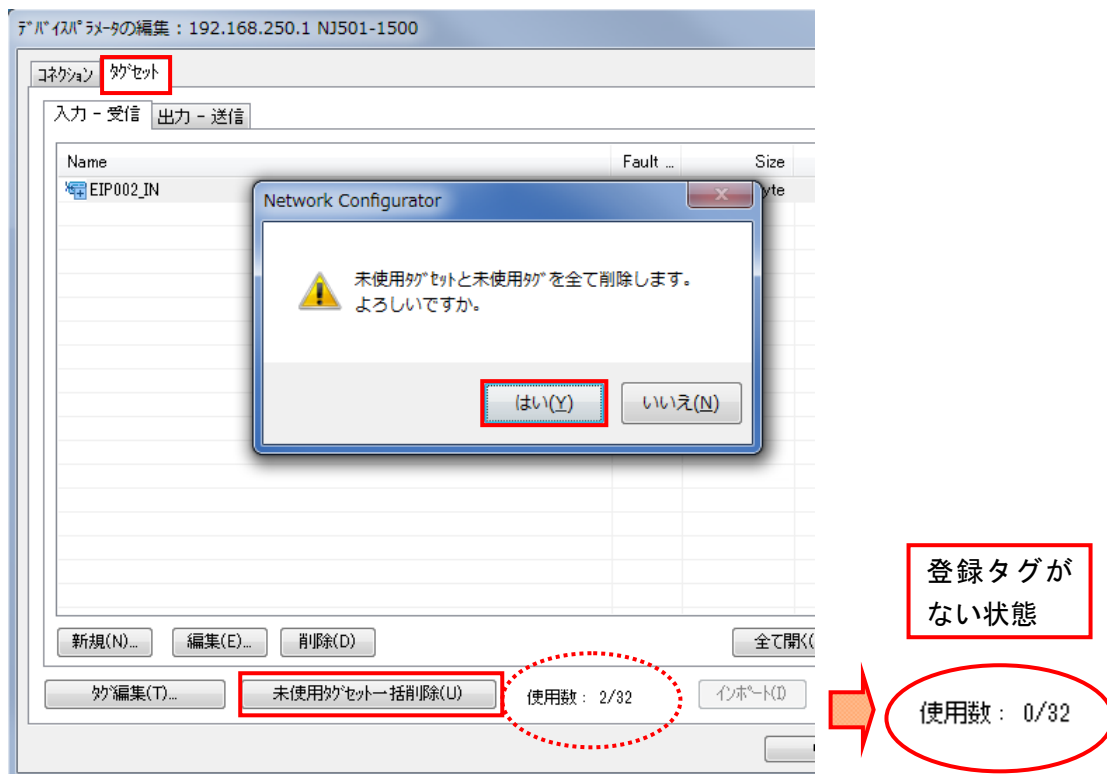 デバイスパラメータの編集：192.168.250.1 NJ501-1500
コネクション タグセット
入力 - 受信 出力 - 送信
Name Fault ... Size
EIP002_IN
Network Configurator
未使用タグセットと未使用タグを全て削除します。
よろしいですか。
はい(Y) いいえ(N)
新規(N)... 編集(E)... 削除(D) 全て開く(
タグ編集(T)... 未使用タグセット一括削除(U) 使用数： 2/32 インポート(I)
登録タグが
ない状態
使用数： 0/32